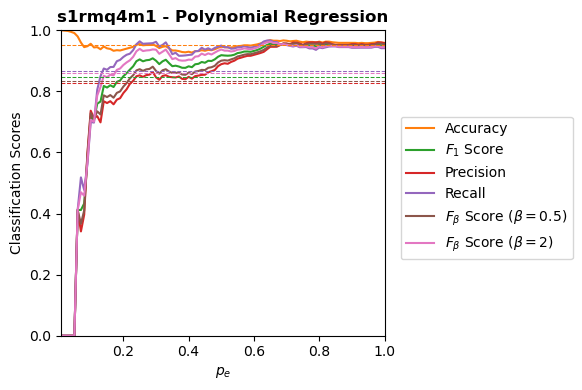 s1rmq4m1 - Polynomial Regression
Classification Scores
1.0
0.8
0.6
0.4
0.2
0.0
0.2 0.4 0.6 0.8 1.0
pₑ
Accuracy
F₁ Score
Precision
Recall
Fᵦ Score (β = 0.5)
Fᵦ Score (β = 2)